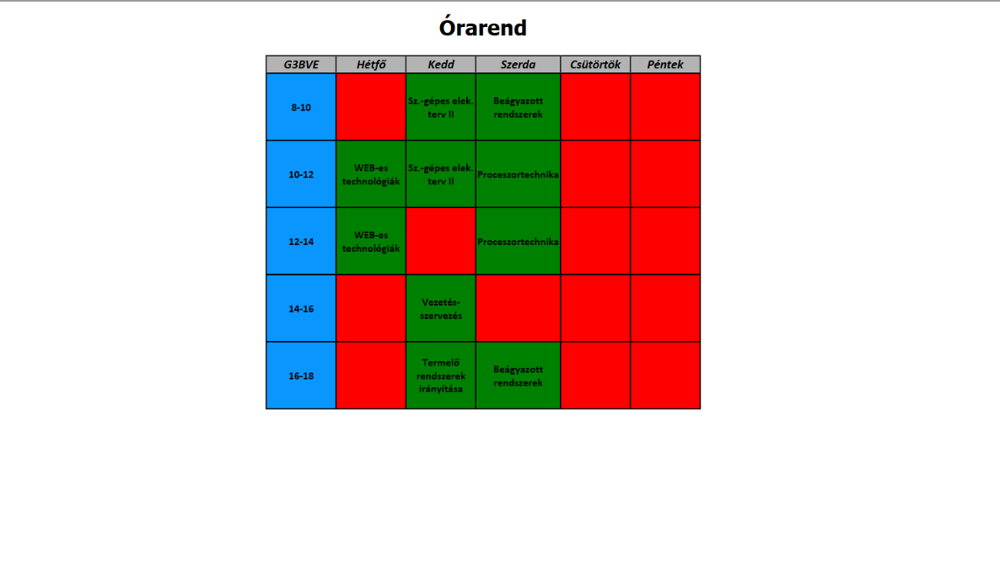 Órarend
G3BVE Hétfő Kedd Szerda Csütörtök Péntek
8-10
Sz.-gépes elek.
terv II
Beágyazott
rendszerek
10-12
WEB-es
technológiák
Sz.-gépes elek.
terv II
Proceszortechnika
12-14
WEB-es
technológiák
Proceszortechnika
14-16
Vezetés-
szervezés
16-18
Termelő
rendszerek
irányítása
Beágyazott
rendszerek